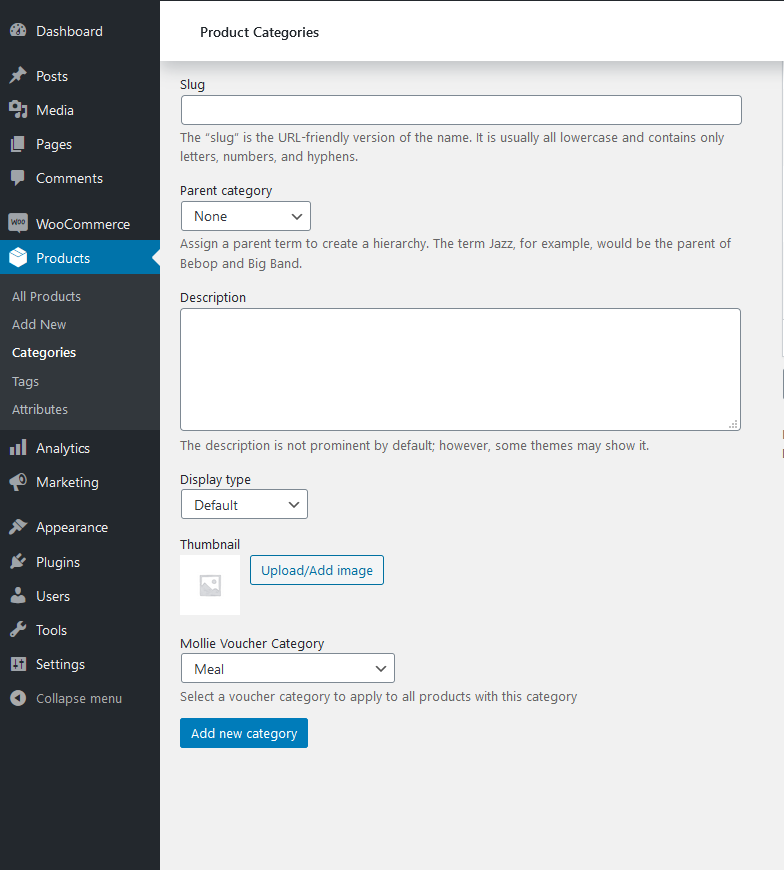 Dashboard
Posts
Media
Pages
Comments
WOO WooCommerce
Products
All Products
Add New
Categories
Tags
Attributes
Analytics
Marketing
Appearance
Plugins
Users
Tools
Settings
Collapse menu
Product Categories
Slug
The “slug” is the URL-friendly version of the name. It is usually all lowercase and contains only
letters, numbers, and hyphens.
Parent category
None
Assign a parent term to create a hierarchy. The term Jazz, for example, would be the parent of
Bebop and Big Band.
Description
The description is not prominent by default; however, some themes may show it.
Display type
Default
Thumbnail
Upload/Add image
Mollie Voucher Category
Meal
Select a voucher category to apply to all products with this category
Add new category